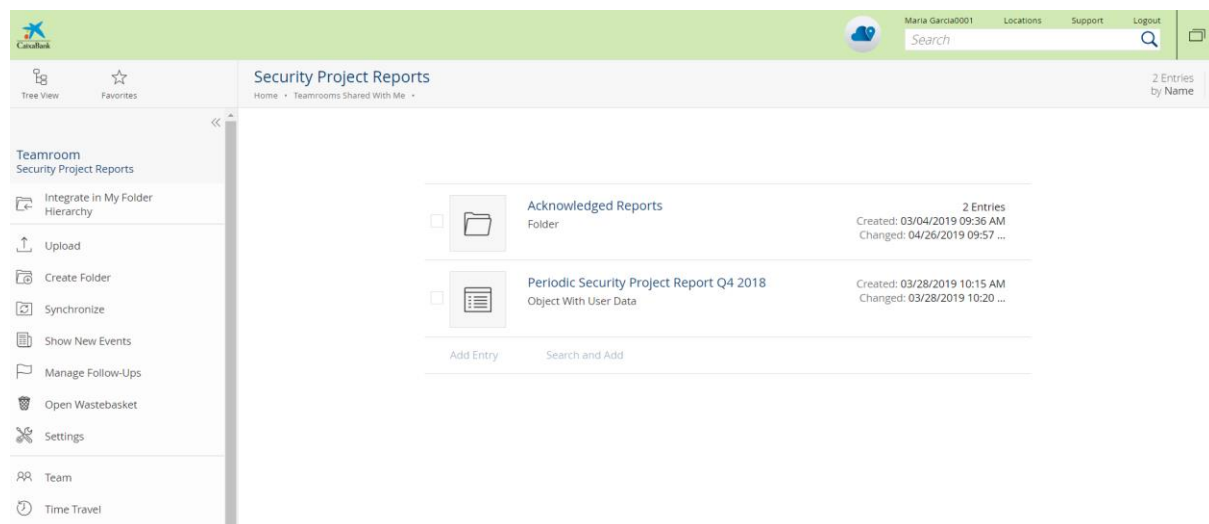 CaixaBank
Maria Garcia0001 Locations Support Logout
Search
Tree View Favorites
Security Project Reports
Home • Teamrooms Shared With Me •
2 Entries
by Name
Teamroom
Security Project Reports
Integrate in My Folder
Hierarchy
Upload
Create Folder
Synchronize
Show New Events
Manage Follow-Ups
Open Wastebasket
Settings
Team
Time Travel
Acknowledged Reports
Folder
2 Entries
Created: 03/04/2019 09:36 AM
Changed: 04/26/2019 09:57 ...
Periodic Security Project Report Q4 2018
Object With User Data
Created: 03/28/2019 10:15 AM
Changed: 03/28/2019 10:20 ...
Add Entry Search and Add